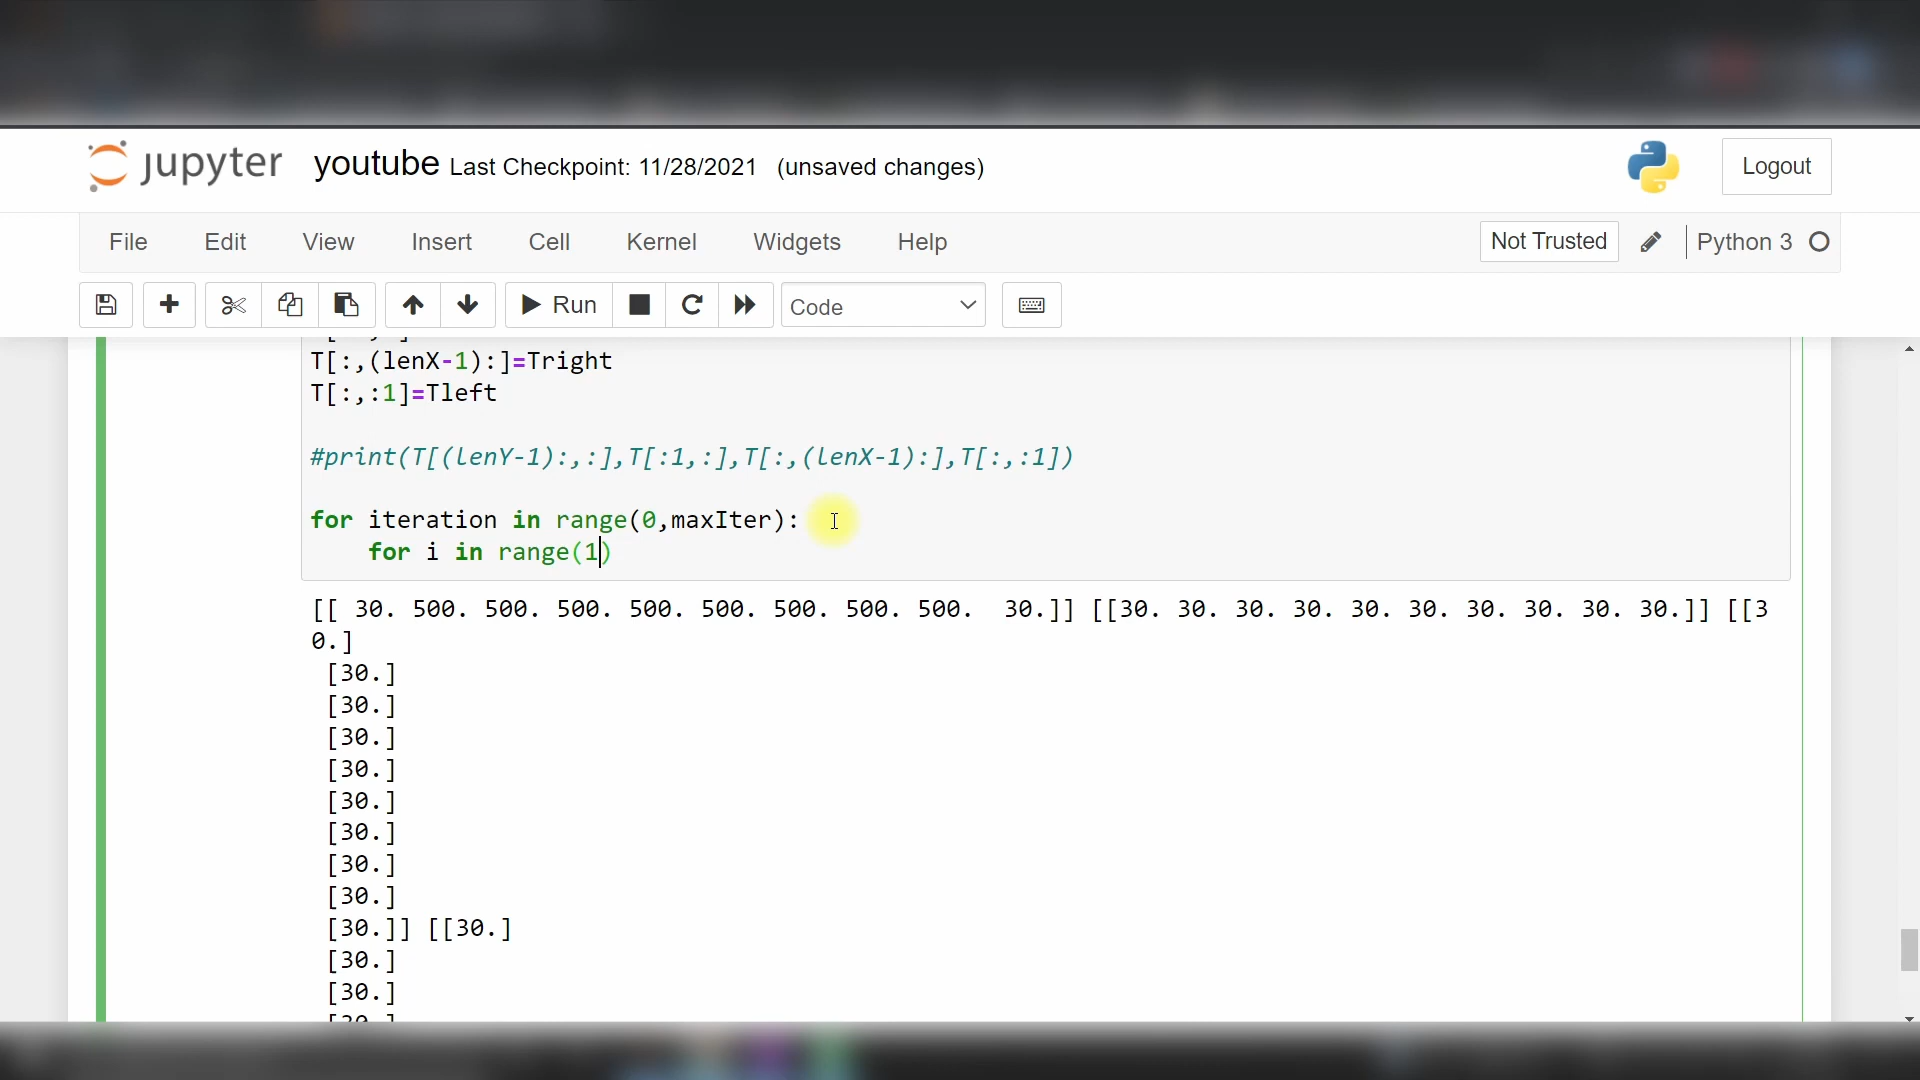 jupyter youtube Last Checkpoint: 11/28/2021 (unsaved changes) Logout
File Edit View Insert Cell Kernel Widgets Help Not Trusted Python 3
Run Code
T[:,(lenX-1):]=Tright
T[:,:1]=Tleft
#print(T[(lenY-1):,:],T[:1,:],T[:,(lenX-1):],T[:,:1])
for iteration in range(0,maxIter):
    for i in range(1)
[[ 30. 500. 500. 500. 500. 500. 500. 500. 500.  30.]] [[30. 30. 30. 30. 30. 30. 30. 30. 30. 30.]] [[3
0.]
 [30.]
 [30.]
 [30.]
 [30.]
 [30.]
 [30.]
 [30.]
 [30.]
 [30.]] [[30.]
 [30.]
 [30.]